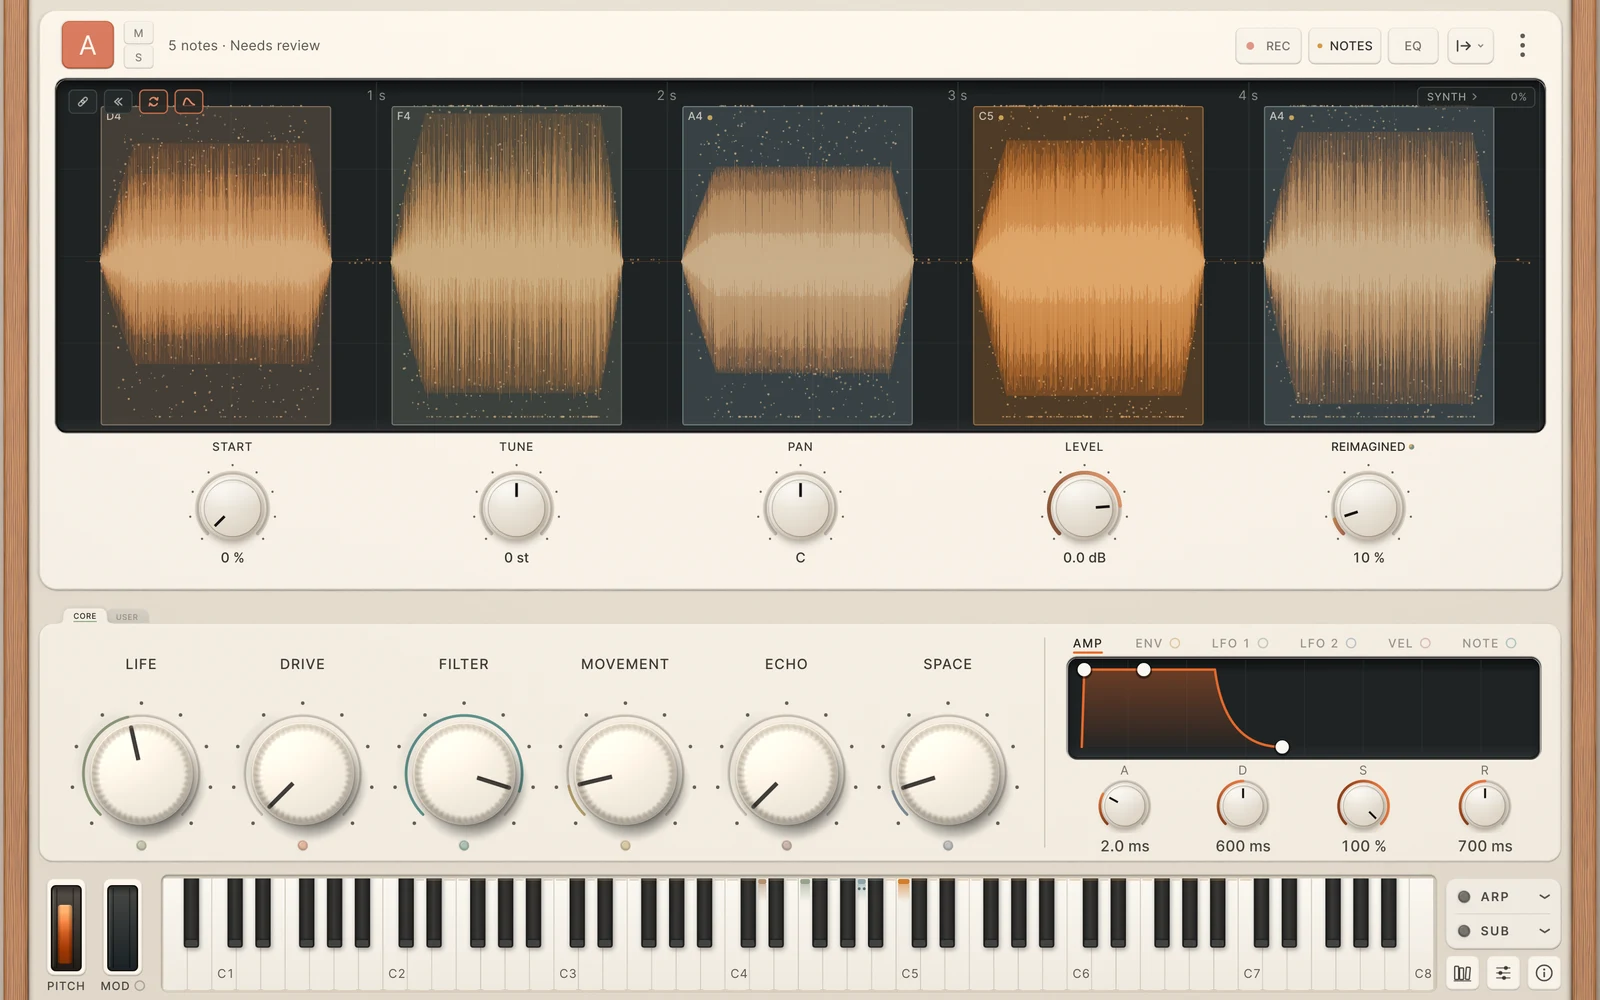 A
M
S
5 notes · Needs review
REC
NOTES
EQ
1 s
2 s
3 s
4 s
SYNTH > 0%
D4
F4
A4
C5
A4
START
TUNE
PAN
LEVEL
REIMAGINED
0 %
0 st
C
0.0 dB
10 %
CORE
USER
LIFE
DRIVE
FILTER
MOVEMENT
ECHO
SPACE
AMP
ENV
LFO 1
LFO 2
VEL
NOTE
A
D
S
R
2.0 ms
600 ms
100 %
700 ms
PITCH
MOD
C1
C2
C3
C4
C5
C6
C7
C8
ARP
SUB